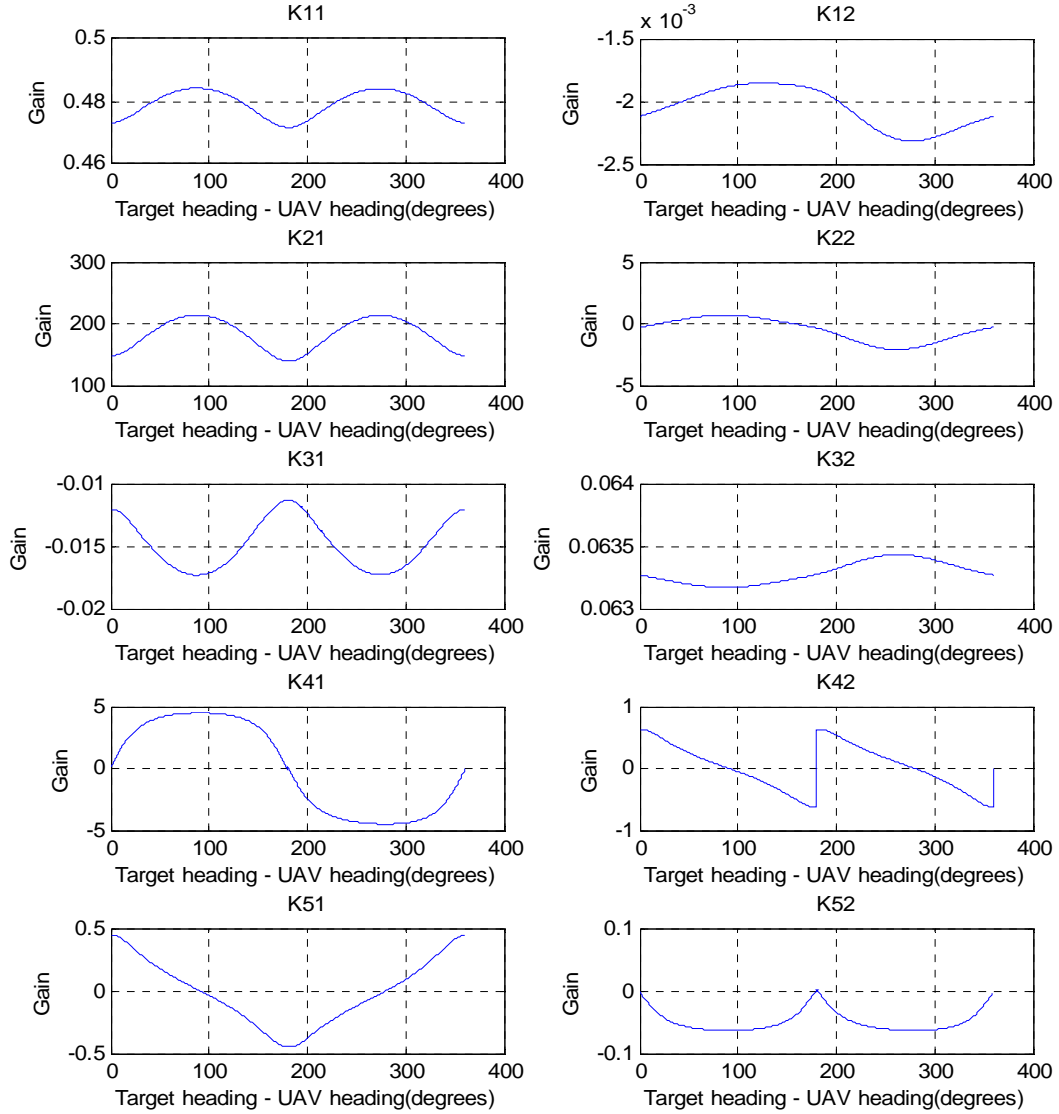 K11
0.5
0.48
0.46
Gain
0 100 200 300 400
Target heading - UAV heading(degrees)
K12
x 10^-3
-1.5
-2
-2.5
Gain
0 100 200 300 400
Target heading - UAV heading(degrees)
K21
300
200
100
Gain
0 100 200 300 400
Target heading - UAV heading(degrees)
K22
5
0
-5
Gain
0 100 200 300 400
Target heading - UAV heading(degrees)
K31
-0.01
-0.015
-0.02
Gain
0 100 200 300 400
Target heading - UAV heading(degrees)
K32
0.064
0.0635
0.063
Gain
0 100 200 300 400
Target heading - UAV heading(degrees)
K41
5
0
-5
Gain
0 100 200 300 400
Target heading - UAV heading(degrees)
K42
1
0
-1
Gain
0 100 200 300 400
Target heading - UAV heading(degrees)
K51
0.5
0
-0.5
Gain
0 100 200 300 400
Target heading - UAV heading(degrees)
K52
0.1
0
-0.1
Gain
0 100 200 300 400
Target heading - UAV heading(degrees)